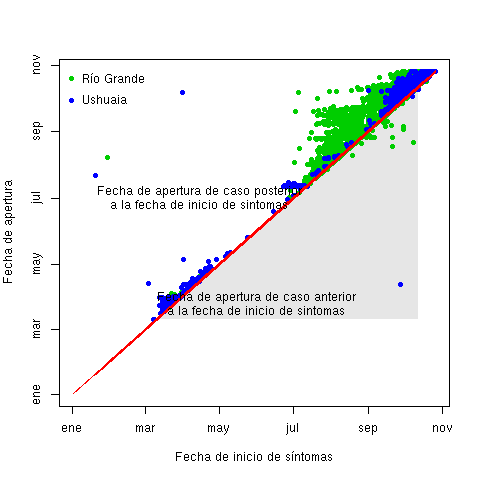 Río Grande
Ushuaia
Fecha de apertura de caso posterior
a la fecha de inicio de sintomas
Fecha de apertura de caso anterior
a la fecha de inicio de sintomas
Fecha de apertura
ene
mar
may
jul
sep
nov
ene
mar
may
jul
sep
nov
Fecha de inicio de síntomas